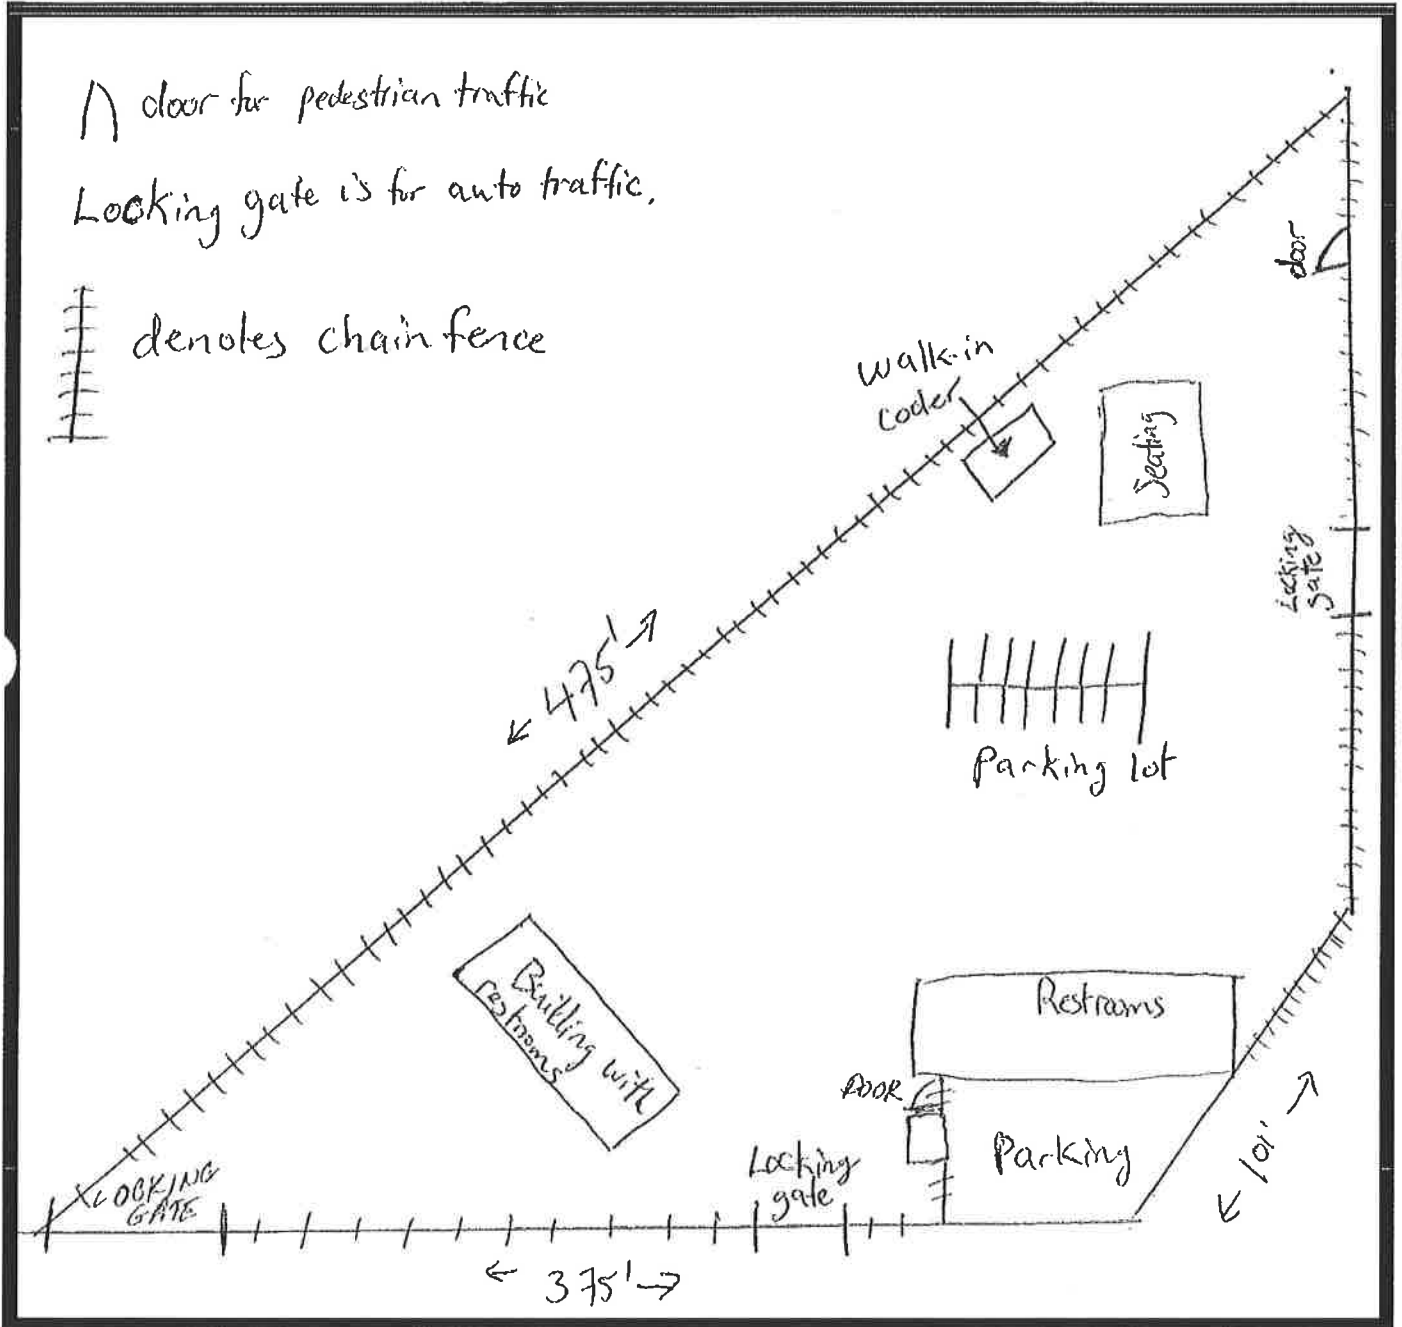 door for pedestrian traffic
Locking gate is for auto traffic.
denotes chain fence
door
Walk-in
cooler
Seating
Locking
gate
475'
Parking lot
Building with
restrooms
Restrooms
DOOR
Parking
101'
Locking
gate
LOCKING
GATE
375'